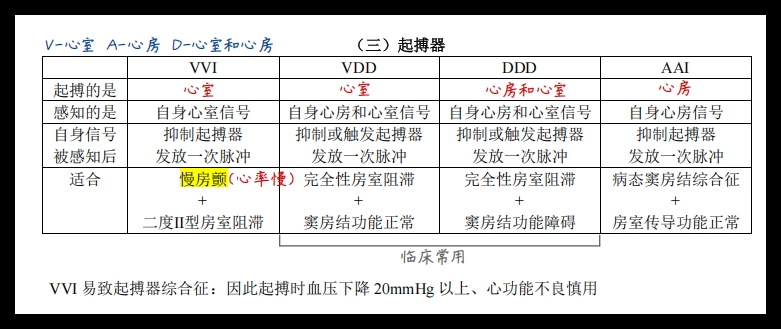 V-心室 A-心房 D-心室和心房 （三）起搏器
VVI VDD DDD AAI
起搏的是 心室 心室 心房和心室 心房
感知的是 自身心室信号 自身心房和心室信号 自身心房和心室信号 自身心房信号
自身信号 抑制起搏器 抑制或触发起搏器 抑制或触发起搏器 抑制起搏器
被感知后 发放一次脉冲 发放一次脉冲 发放一次脉冲 发放一次脉冲
适合 慢房颤(心率慢) 完全性房室阻滞 完全性房室阻滞 病态窦房结综合征
+ + + +
二度II型房室阻滞 窦房结功能正常 窦房结功能障碍 房室传导功能正常
临床常用
VVI 易致起搏器综合征：因此起搏时血压下降 20mmHg 以上、心功能不良慎用